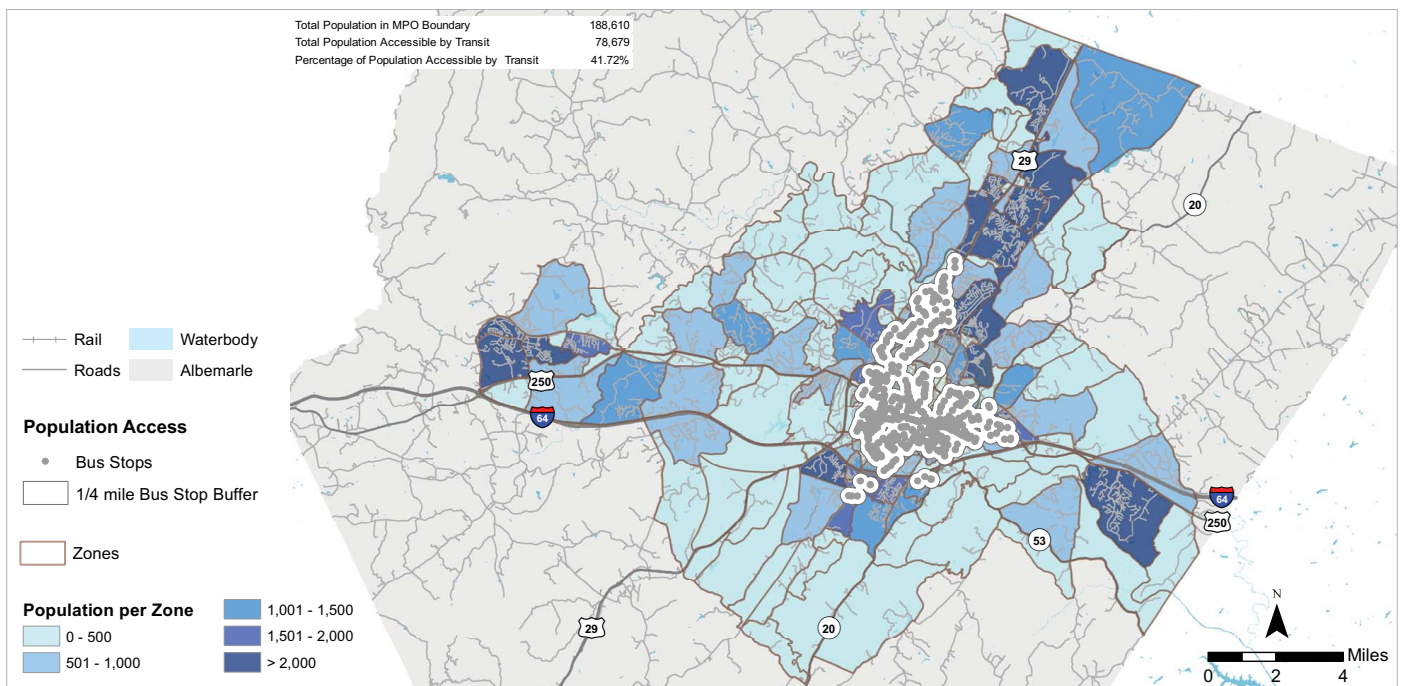 Total Population in MPO Boundary 188,610
Total Population Accessible by Transit 78,679
Percentage of Population Accessible by Transit 41.72%
29
20
Rail
Waterbody
Roads
Albemarle
250
64
Population Access
Bus Stops
1/4 mile Bus Stop Buffer
64
250
53
Zones
Population per Zone
0 - 500
501 - 1,000
1,001 - 1,500
1,501 - 2,000
> 2,000
29
20
N
Miles
0 2 4